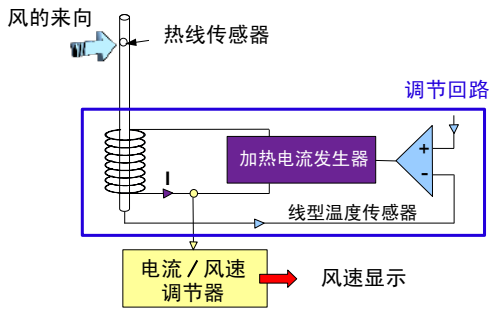 风的来向
热线传感器
调节回路
加热电流发生器
+
-
I
线型温度传感器
电流／风速
调节器
风速显示